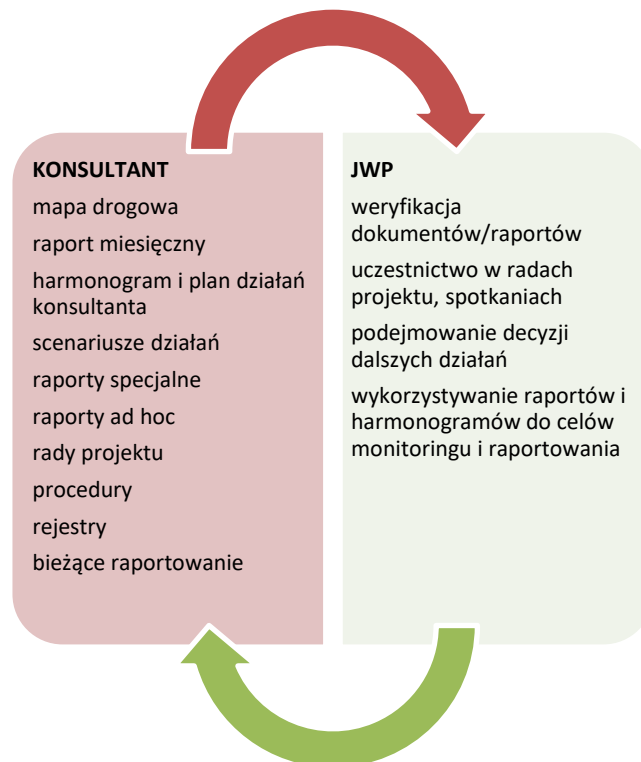 KONSULTANT
mapa drogowa
raport miesięczny
harmonogram i plan działań
konsultanta
scenariusze działań
raporty specjalne
raporty ad hoc
rady projektu
procedury
rejestry
bieżące raportowanie
JWP
weryfikacja
dokumentów/raportów
uczestnictwo w radach
projektu, spotkaniach
podejmowanie decyzji
dalszych działań
wykorzystywanie raportów i
harmonogramów do celów
monitoringu i raportowania